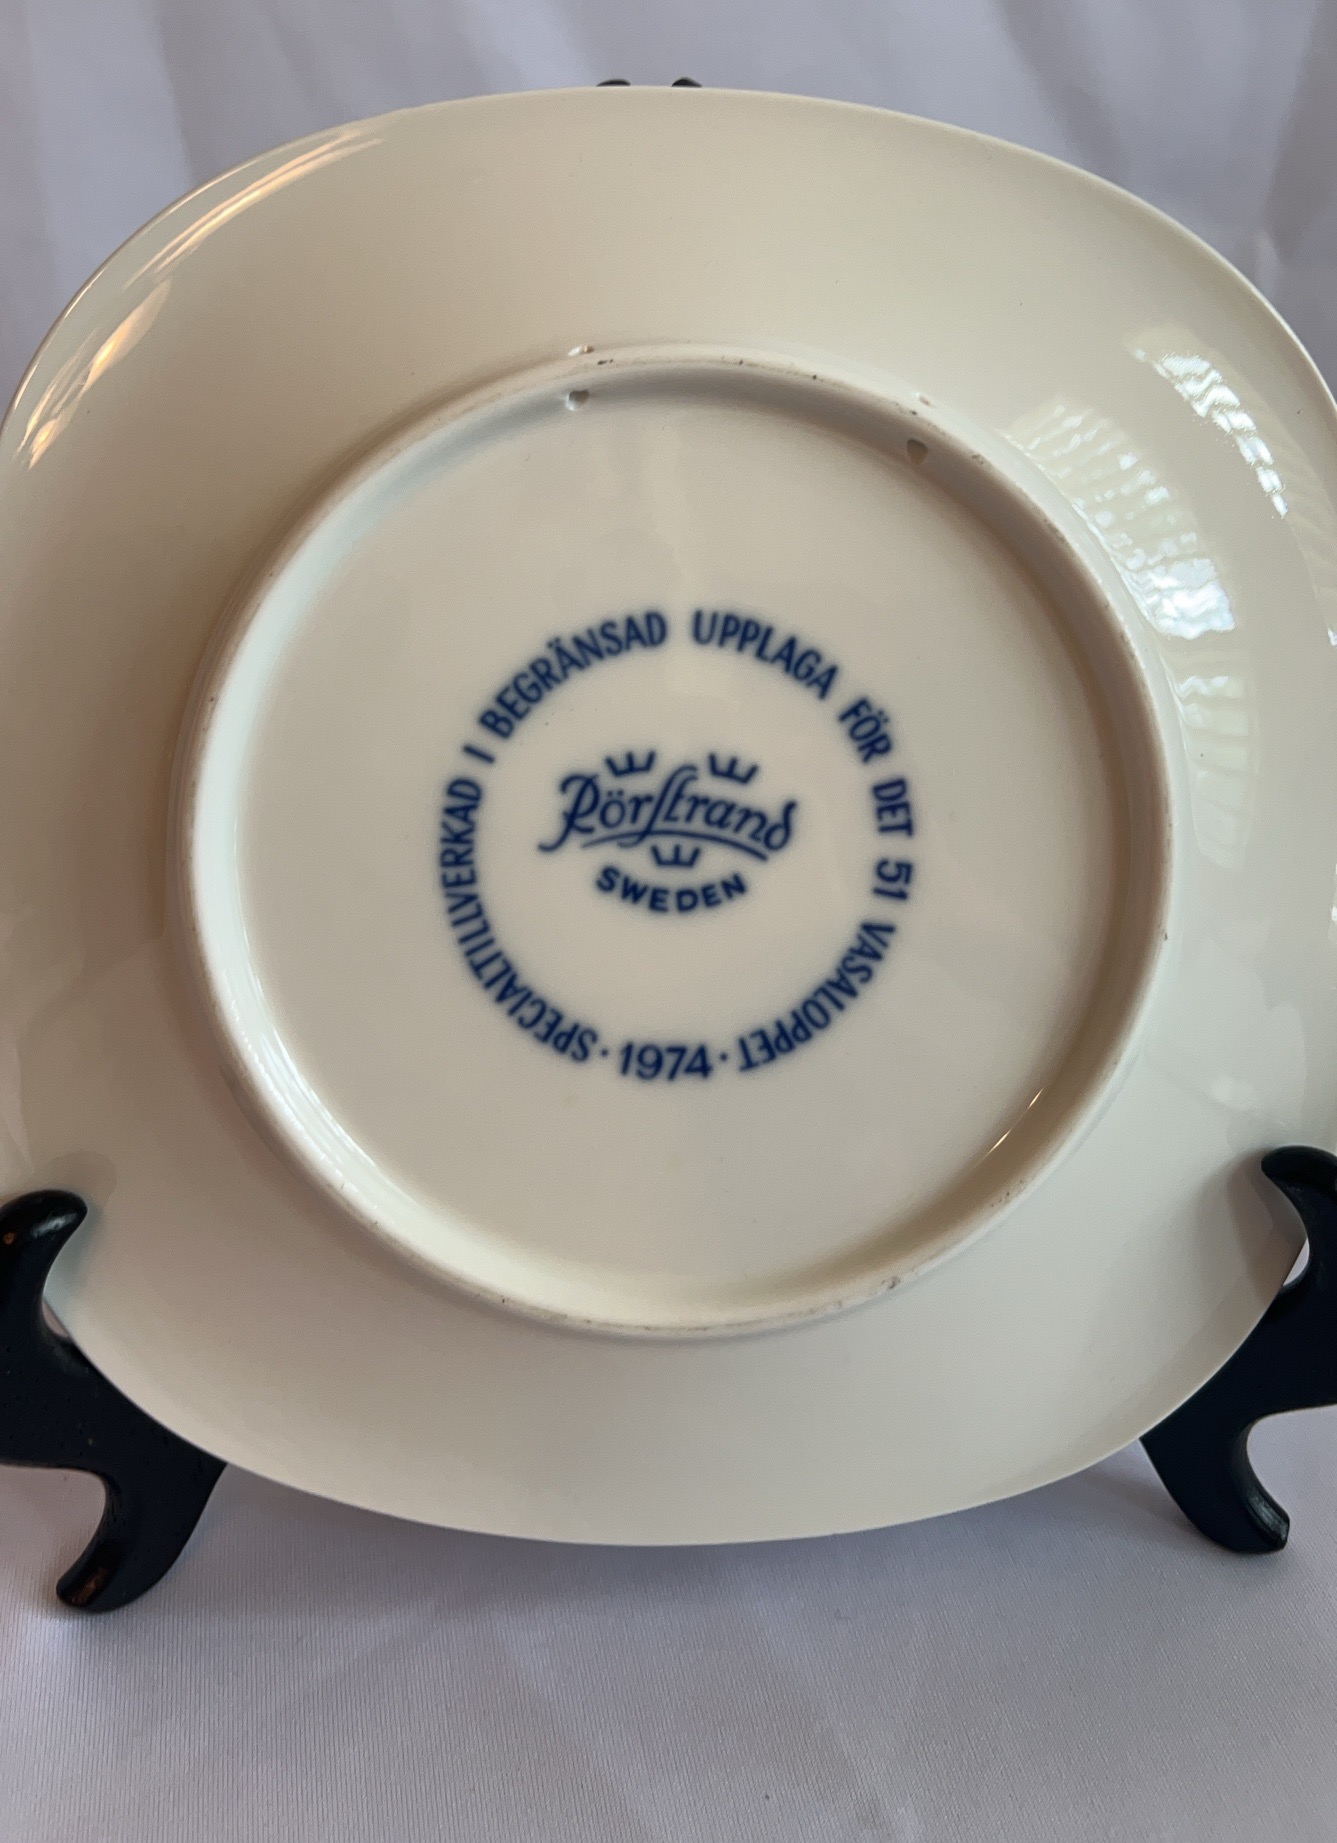 SPECIALTILLVERKAD I BEGRÄNSAD UPPLAGA FÖR DET 51 VASALOPPET
· 1974 ·
Rörstrand
SWEDEN